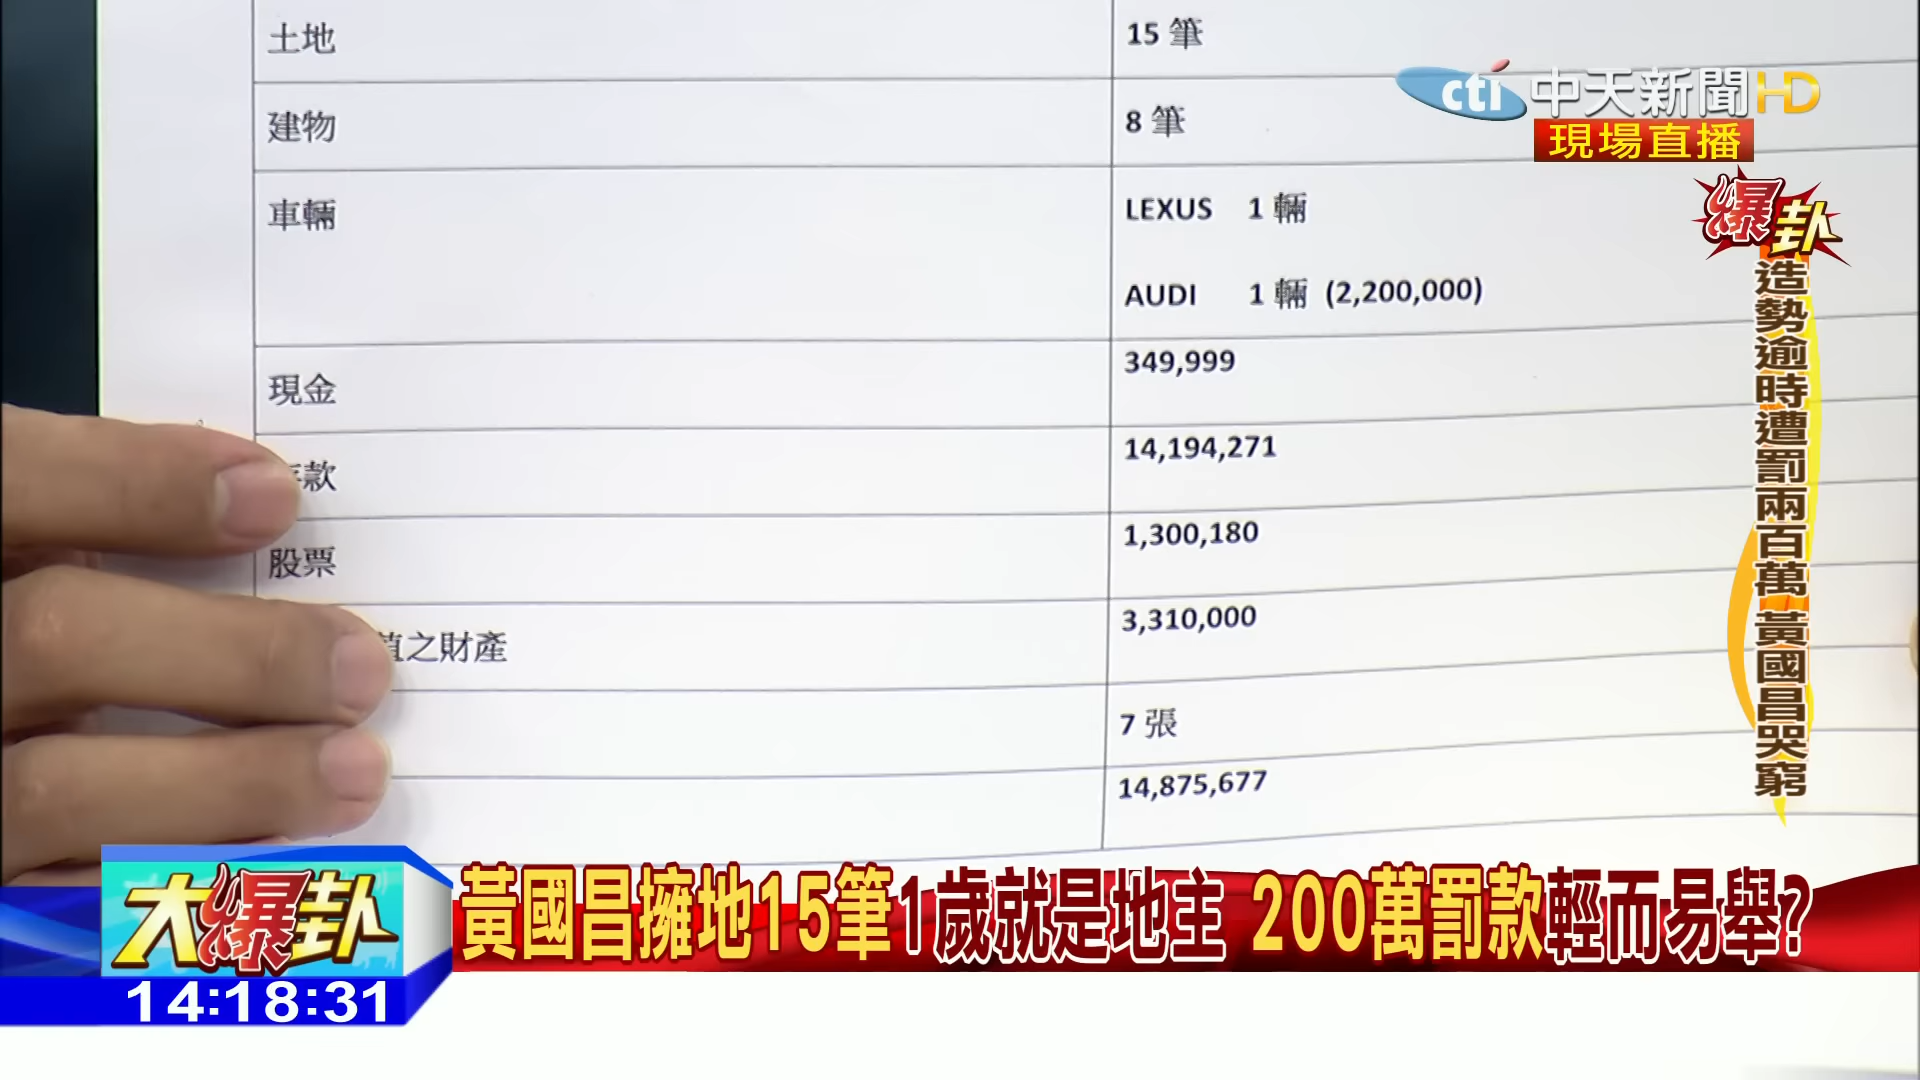 土地 15 筆
建物 8 筆
車輛 LEXUS 1 輛
AUDI 1 輛 (2,200,000)
現金 349,999
款 14,194,271
股票 1,300,180
值之財產 3,310,000
7 張
14,875,677
cti 中天新聞HD
現場直播
爆卦
造勢逾時遭罰兩百萬 黃國昌哭窮
大爆卦
14:18:31
黃國昌擁地15筆1歲就是地主 200萬罰款輕而易舉?